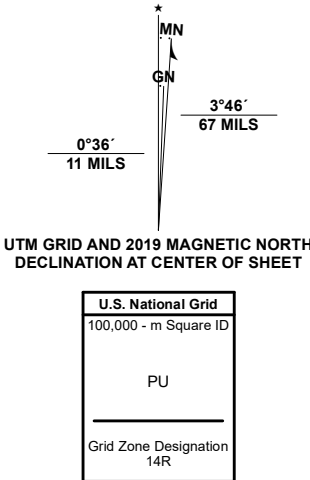 ★
MN
GN
3°46´
67 MILS
0°36´
11 MILS
UTM GRID AND 2019 MAGNETIC NORTH
DECLINATION AT CENTER OF SHEET
U.S. National Grid
100,000 - m Square ID
PU
Grid Zone Designation
14R